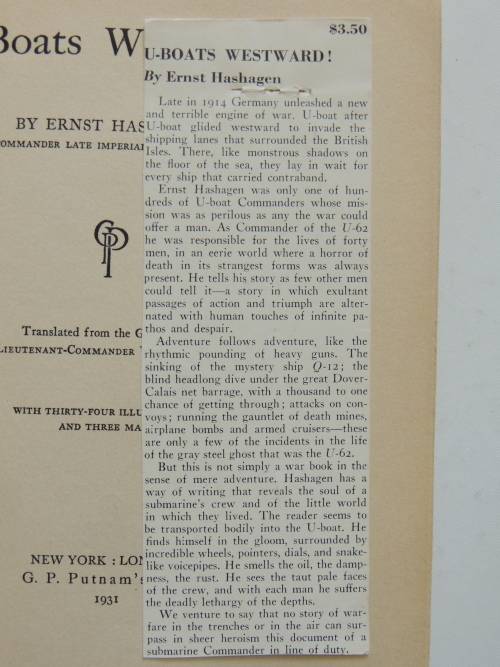 Boats W
BY ERNST HAS
OMMANDER LATE IMPERIA
Translated from the G
LIEUTENANT-COMMANDER
WITH THIRTY-FOUR ILLU
AND THREE MA
NEW YORK : LON
G. P. Putnam's
1931
$3.50
U-BOATS WESTWARD!
By Ernst Hashagen
Late in 1914 Germany unleashed a new
and terrible engine of war. U-boat after
U-boat glided westward to invade the
shipping lanes that surrounded the British
Isles. There, like monstrous shadows on
the floor of the sea, they lay in wait for
every ship that carried contraband.
Ernst Hashagen was only one of hun-
dreds of U-boat Commanders whose mis-
sion was as perilous as any the war could
offer a man. As Commander of the U-62
he was responsible for the lives of forty
men, in an eerie world where a horror of
death in its strangest forms was always
present. He tells his story as few other men
could tell it—a story in which exultant
passages of action and triumph are alter-
nated with human touches of infinite pa-
thos and despair.
Adventure follows adventure, like the
rhythmic pounding of heavy guns. The
sinking of the mystery ship Q-12; the
blind headlong dive under the great Dover-
Calais net barrage, with a thousand to one
chance of getting through; attacks on con-
voys; running the gauntlet of death mines,
airplane bombs and armed cruisers—these
are only a few of the incidents in the life
of the gray steel ghost that was the U-62.
But this is not simply a war book in the
sense of mere adventure. Hashagen has a
way of writing that reveals the soul of a
submarine's crew and of the little world
in which they lived. The reader seems to
be transported bodily into the U-boat. He
finds himself in the gloom, surrounded by
incredible wheels, pointers, dials, and snake-
like voicepipes. He smells the oil, the damp-
ness, the rust. He sees the taut pale faces
of the crew, and with each man he suffers
the deadly lethargy of the depths.
We venture to say that no story of war-
fare in the trenches or in the air can sur-
pass in sheer heroism this document of a
submarine Commander in line of duty.